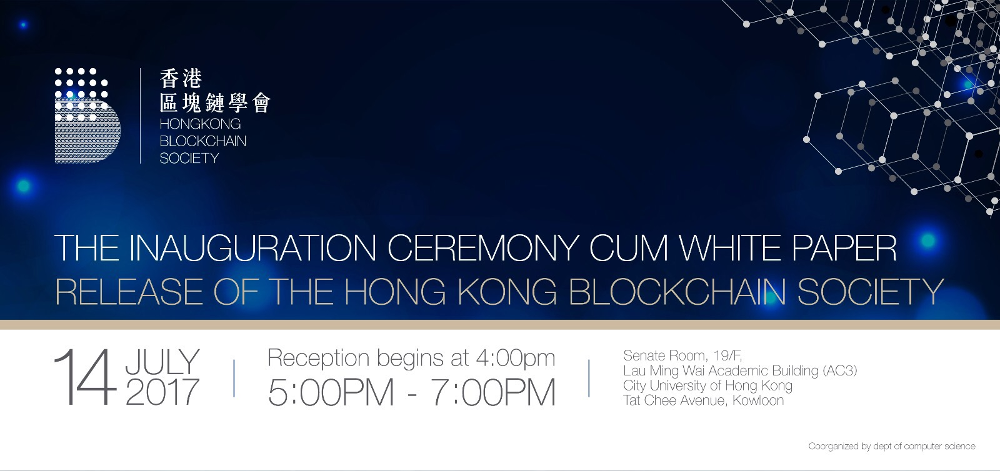 香港
區塊鏈學會
HONGKONG
BLOCKCHAIN
SOCIETY
THE INAUGURATION CEREMONY CUM WHITE PAPER
RELEASE OF THE HONG KONG BLOCKCHAIN SOCIETY
14 JULY
2017
Reception begins at 4:00pm
5:00PM - 7:00PM
Senate Room, 19/F,
Lau Ming Wai Academic Building (AC3)
City University of Hong Kong
Tat Chee Avenue, Kowloon
Coorganized by dept of computer science